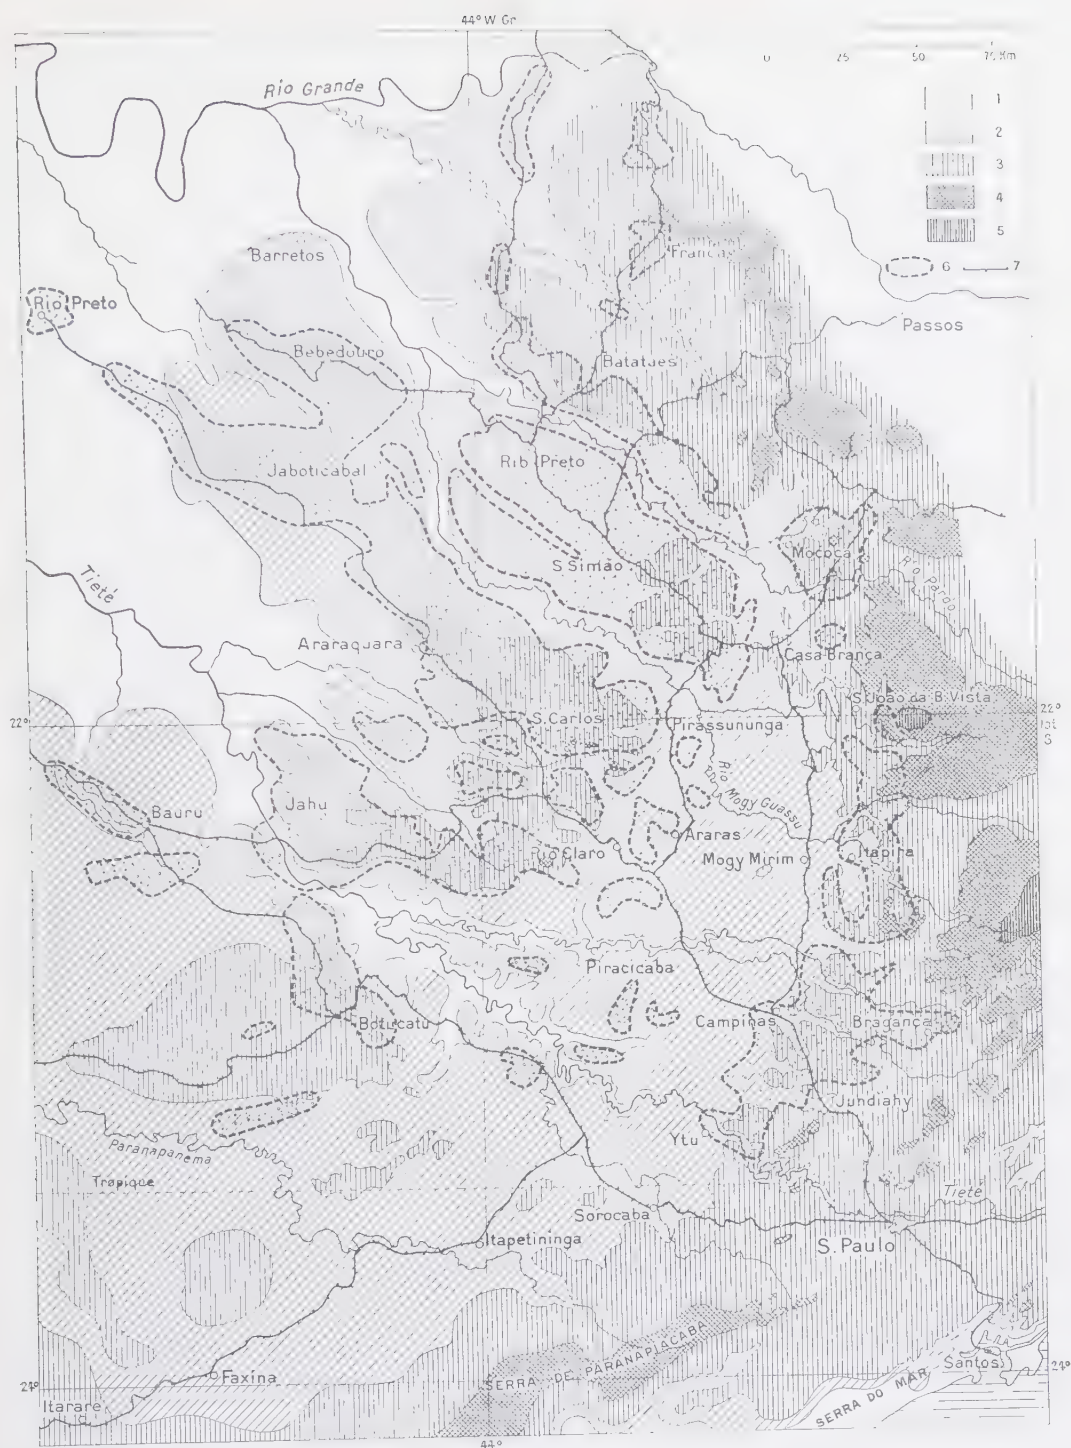 44° W Gr
0 25 50 75 Km
Rio Grande
1
2
3
4
5
6 7
Barretos
Franca
Rio Preto
Passos
Bebedouro
Batataes
Jaboticabal
Rib Preto
Mococa
S Simão
Rio Pardo
Tieté
Araraquara
Casa Branca
S. João da B. Vista
22°
S. Carlos
Pirassununga
22°
lat
S
Rio Mogy Guassu
Bauru
Jahu
Araras
Rio Claro
Mogy Mirim
Itapira
Piracicaba
Botucatu
Campinas
Bragança
Jundiahy
Ytu
Paranapanema
Tropique
Tieté
Sorocaba
Itapetininga
S. Paulo
SERRA DE PARANAPIACABA
Santos
24°
Faxina
24°
SERRA DO MAR
Itarare
44°